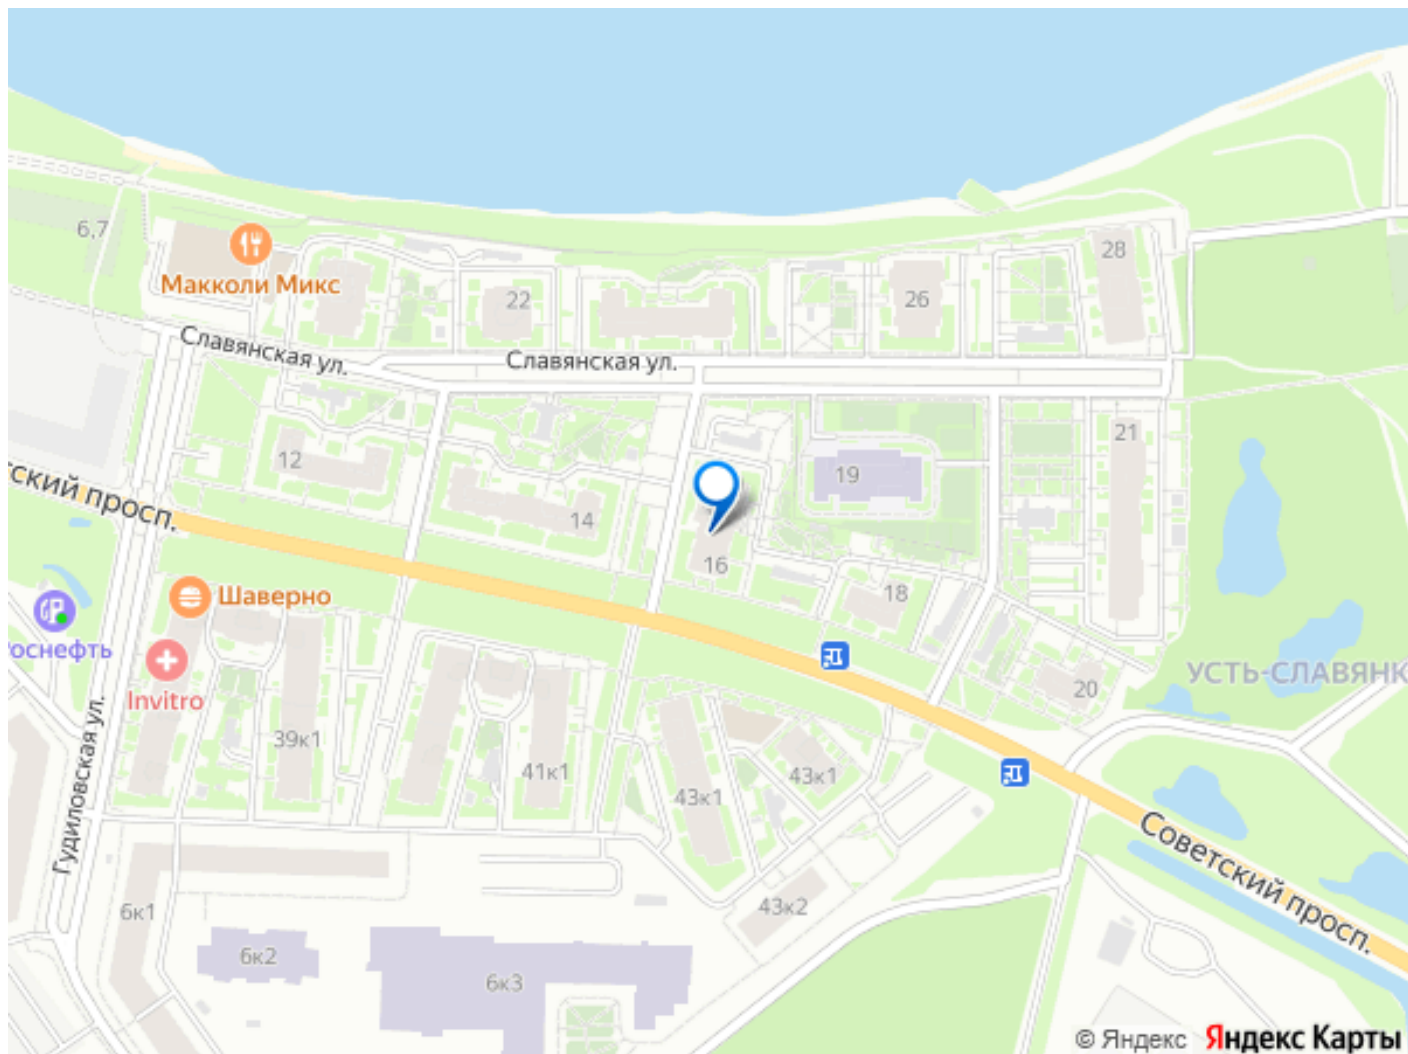 6,7
28
Макколи Микс
22
26
Славянская ул.
Славянская ул.
21
12
19
тский просп.
14
16
18
Шаверно
Роснефть
УСТЬ-СЛАВЯНК
20
Invitro
39к1
41к1
43к1
43к1
Гудиловская ул.
Советский просп.
6к1
43к2
6к2
6к3
© Яндекс Яндекс Карты